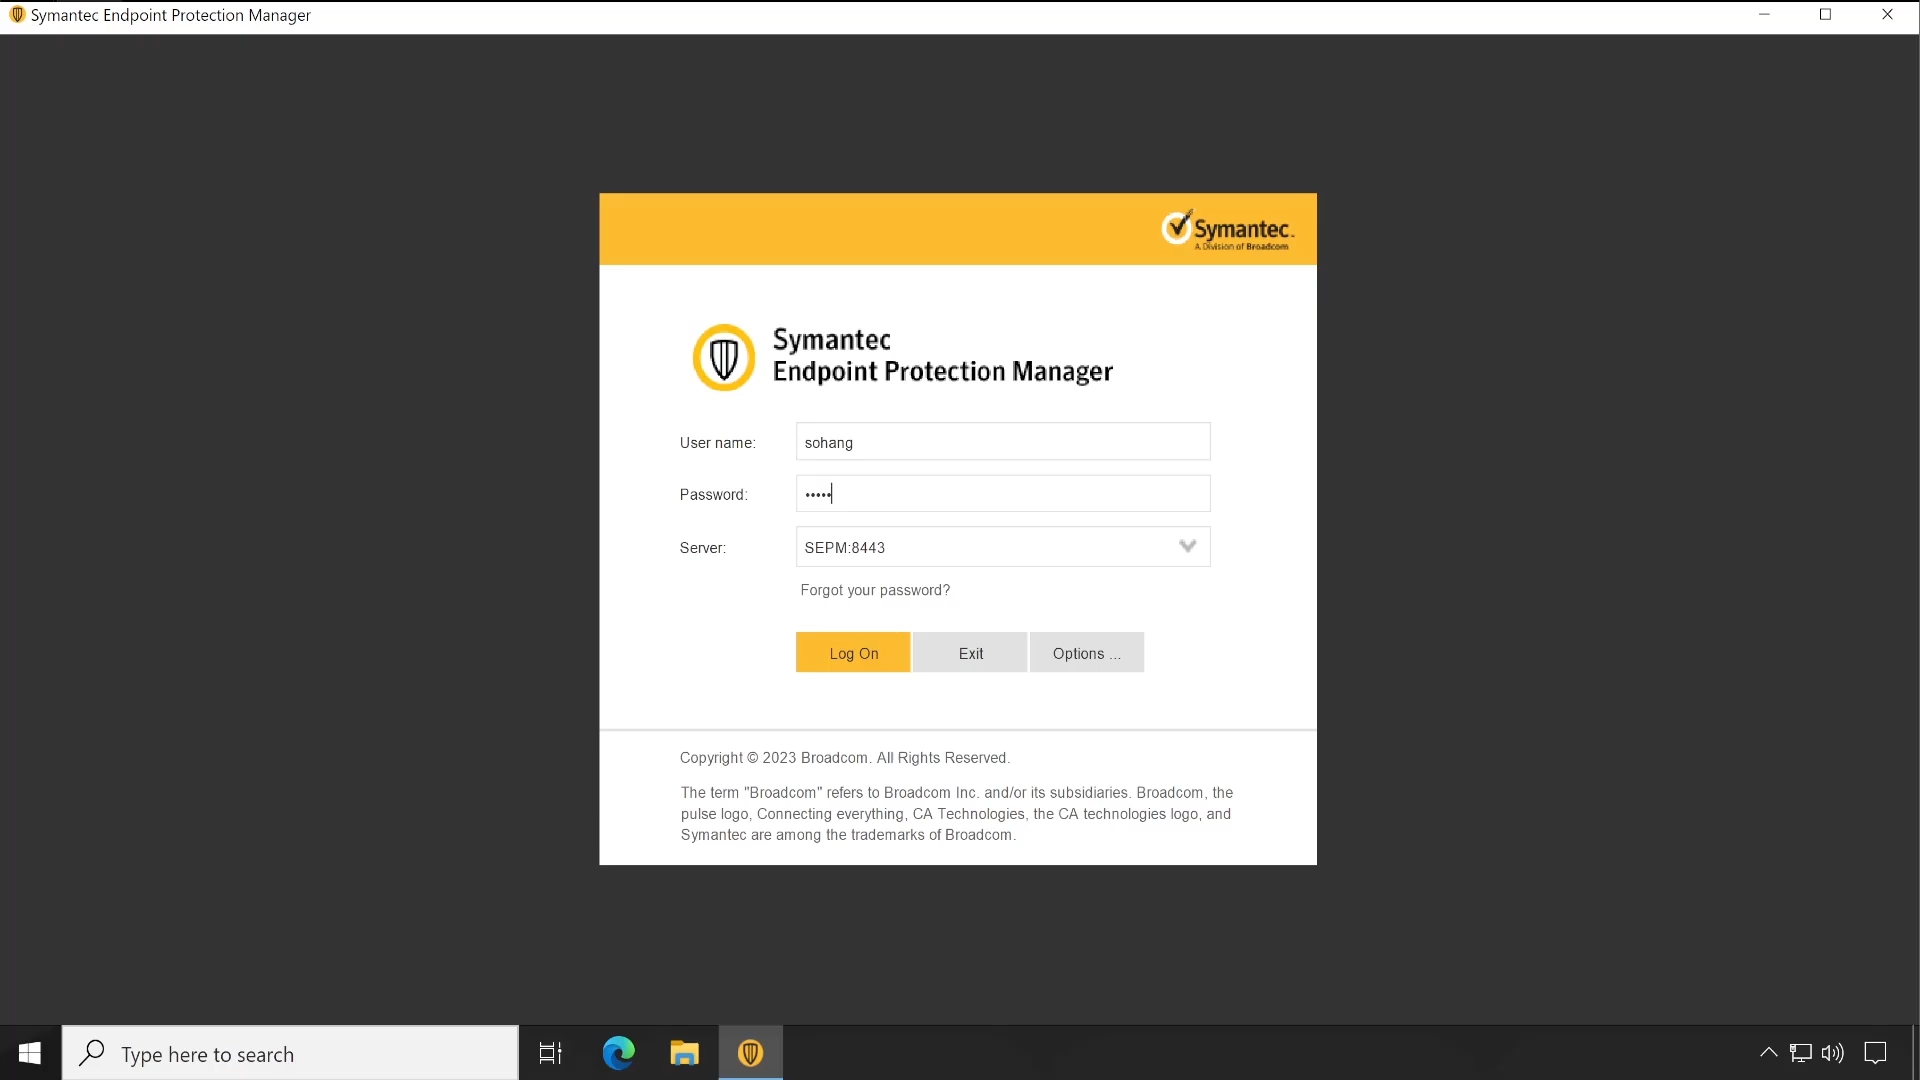 Symantec Endpoint Protection Manager
Symantec.
A Division of Broadcom
Symantec
Endpoint Protection Manager
User name: sohang
Password: •••••
Server: SEPM:8443
Forgot your password?
Log On Exit Options ...
Copyright © 2023 Broadcom. All Rights Reserved.
The term "Broadcom" refers to Broadcom Inc. and/or its subsidiaries. Broadcom, the
pulse logo, Connecting everything, CA Technologies, the CA technologies logo, and
Symantec are among the trademarks of Broadcom.
Type here to search